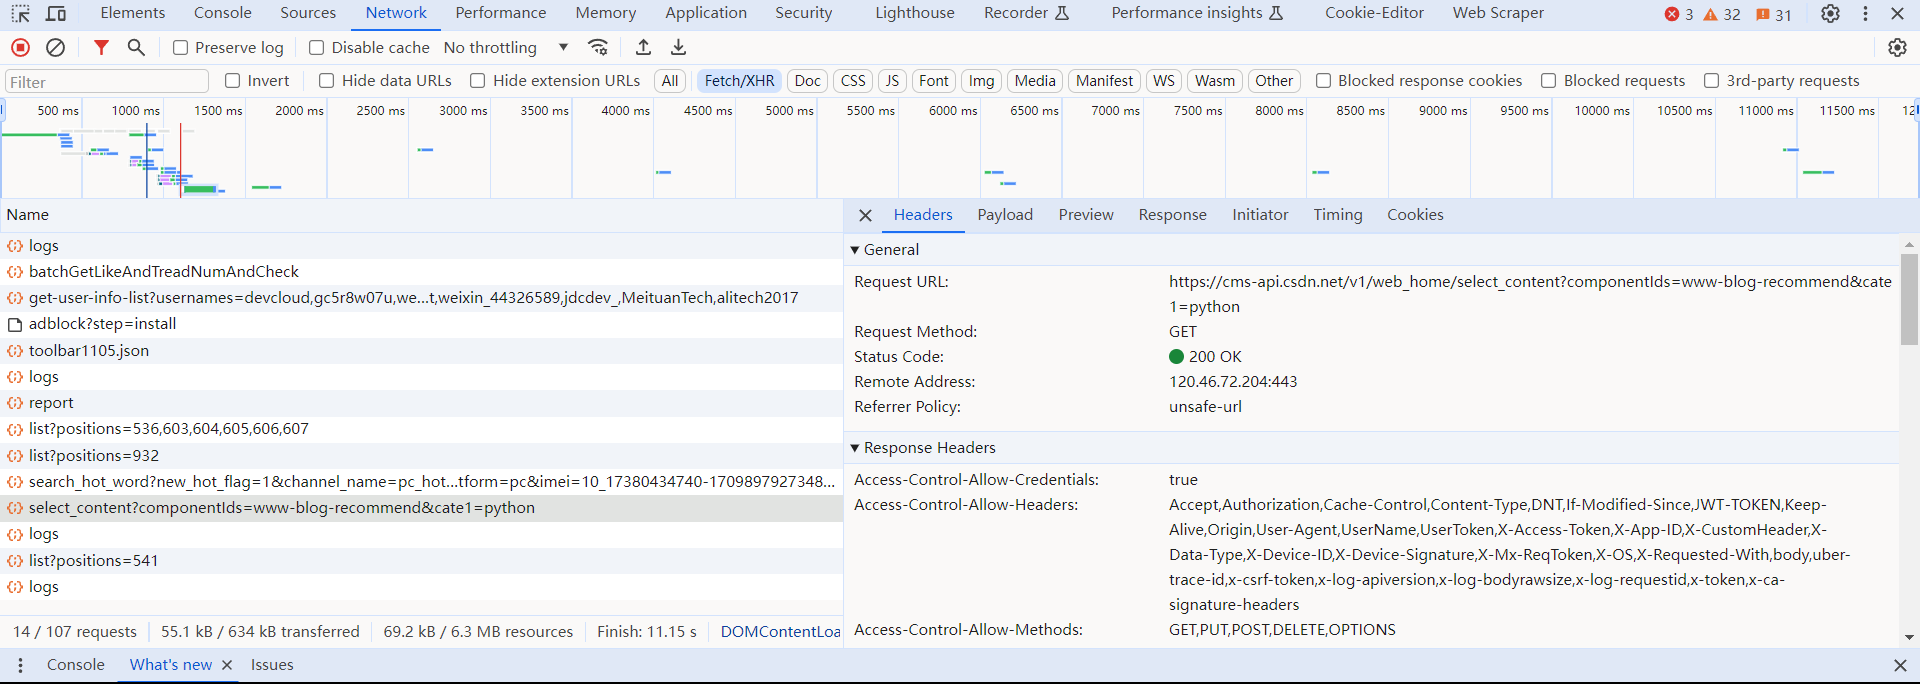 Elements Console Sources Network Performance Memory Application Security Lighthouse Recorder Performance insights Cookie-Editor Web Scraper 3 32 31
Preserve log Disable cache No throttling
Filter Invert Hide data URLs Hide extension URLs All Fetch/XHR Doc CSS JS Font Img Media Manifest WS Wasm Other Blocked response cookies Blocked requests 3rd-party requests
500 ms 1000 ms 1500 ms 2000 ms 2500 ms 3000 ms 3500 ms 4000 ms 4500 ms 5000 ms 5500 ms 6000 ms 6500 ms 7000 ms 7500 ms 8000 ms 8500 ms 9000 ms 9500 ms 10000 ms 10500 ms 11000 ms 11500 ms 12
Name
logs
batchGetLikeAndTreadNumAndCheck
get-user-info-list?usernames=devcloud,gc5r8w07u,we...t,weixin_44326589,jdcdev_,MeituanTech,alitech2017
adblock?step=install
toolbar1105.json
logs
report
list?positions=536,603,604,605,606,607
list?positions=932
search_hot_word?new_hot_flag=1&channel_name=pc_hot...tform=pc&imei=10_17380434740-1709897927348...
select_content?componentIds=www-blog-recommend&cate1=python
logs
list?positions=541
logs
14 / 107 requests 55.1 kB / 634 kB transferred 69.2 kB / 6.3 MB resources Finish: 11.15 s DOMContentLoa
Headers Payload Preview Response Initiator Timing Cookies
General
Request URL: https://cms-api.csdn.net/v1/web_home/select_content?componentIds=www-blog-recommend&cate
1=python
Request Method: GET
Status Code: 200 OK
Remote Address: 120.46.72.204:443
Referrer Policy: unsafe-url
Response Headers
Access-Control-Allow-Credentials: true
Access-Control-Allow-Headers: Accept,Authorization,Cache-Control,Content-Type,DNT,If-Modified-Since,JWT-TOKEN,Keep-
Alive,Origin,User-Agent,UserName,UserToken,X-Access-Token,X-App-ID,X-CustomHeader,X-
Data-Type,X-Device-ID,X-Device-Signature,X-Mx-ReqToken,X-OS,X-Requested-With,body,uber-
trace-id,x-csrf-token,x-log-apiversion,x-log-bodyrawsize,x-log-requestid,x-token,x-ca-
signature-headers
Access-Control-Allow-Methods: GET,PUT,POST,DELETE,OPTIONS
Console What's new Issues